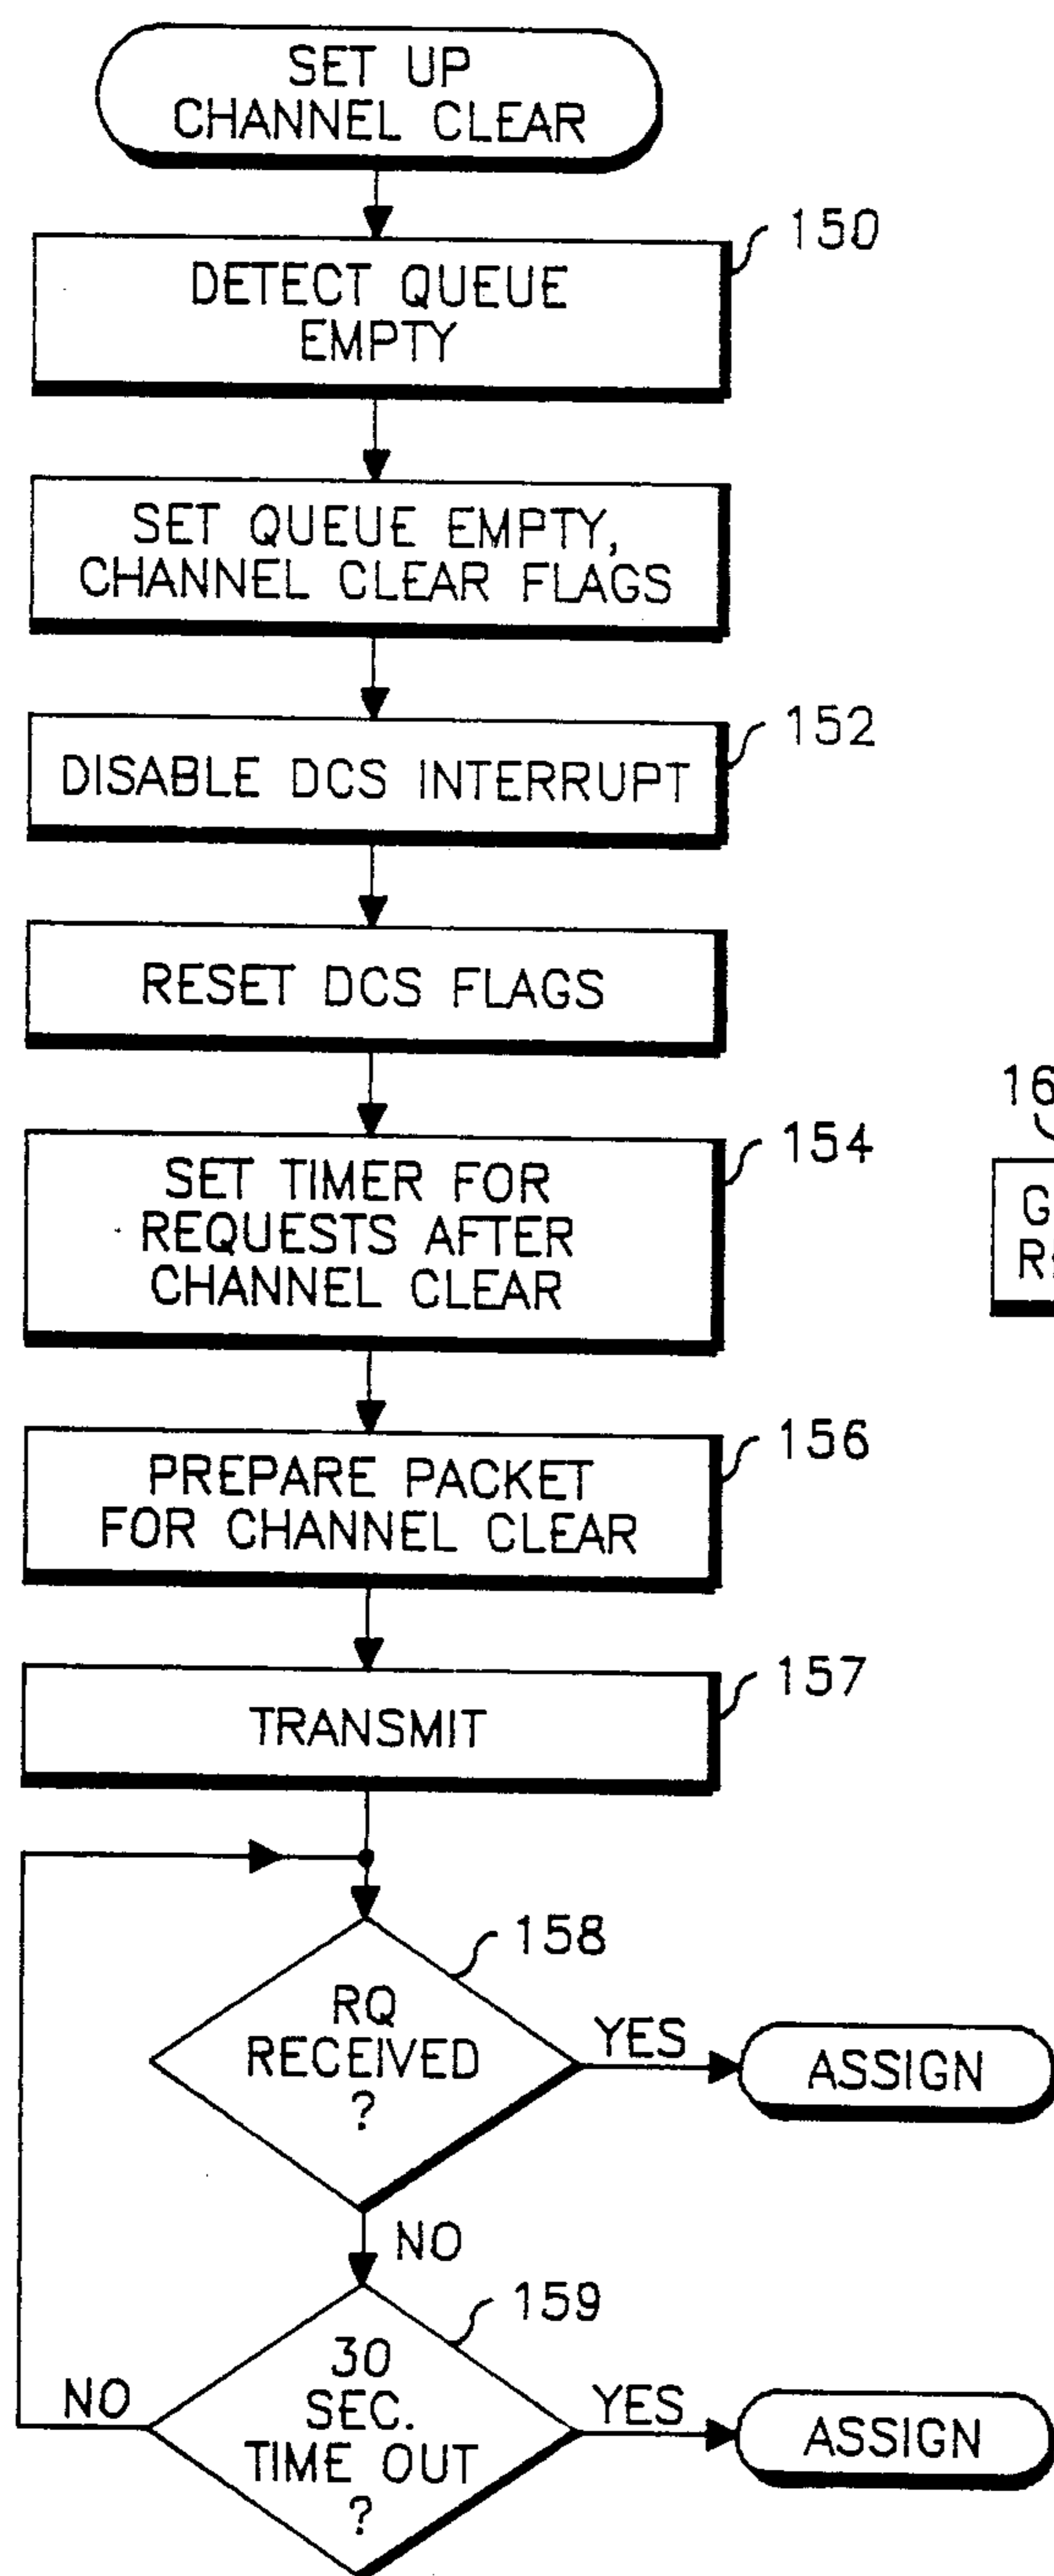 SET UP
CHANNEL CLEAR
150
DETECT QUEUE
EMPTY
SET QUEUE EMPTY,
CHANNEL CLEAR FLAGS
152
DISABLE DCS INTERRUPT
RESET DCS FLAGS
154
SET TIMER FOR
REQUESTS AFTER
CHANNEL CLEAR
156
PREPARE PACKET
FOR CHANNEL CLEAR
157
TRANSMIT
158
RQ
RECEIVED
?
YES
ASSIGN
NO
159
30
SEC.
TIME OUT
?
NO
YES
ASSIGN